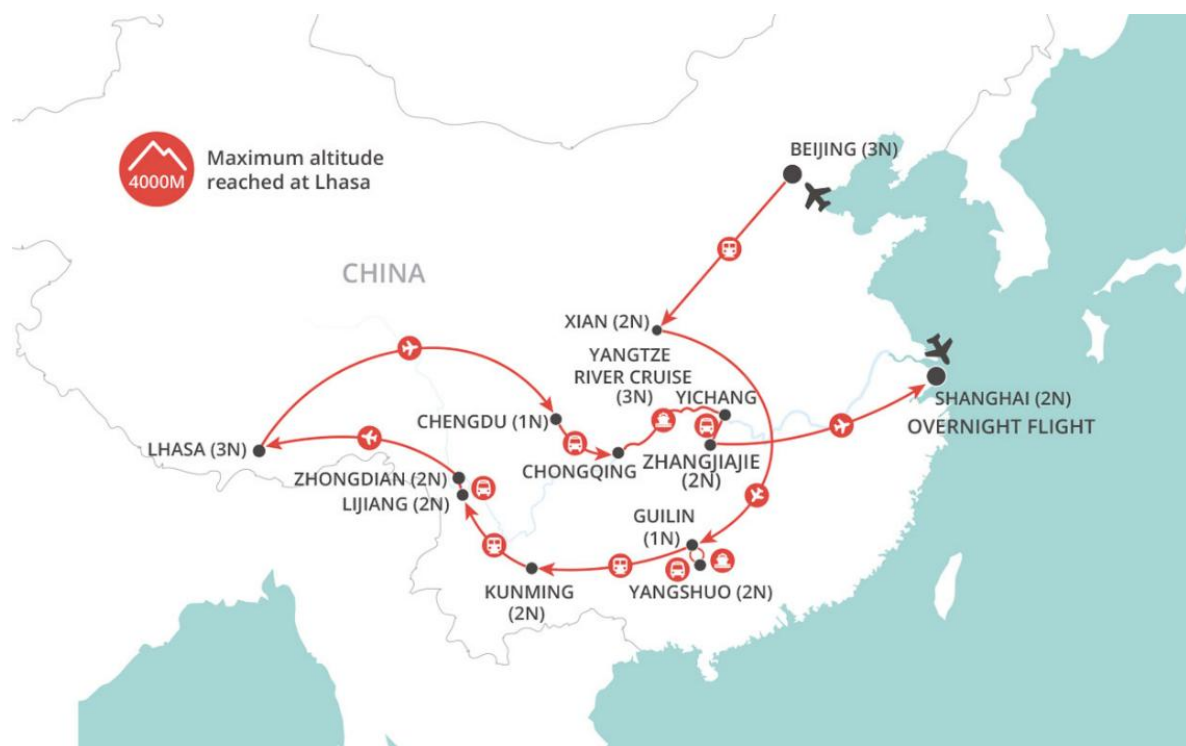 4000M
Maximum altitude
reached at Lhasa
BEIJING (3N)
CHINA
XIAN (2N)
YANGTZE
RIVER CRUISE
(3N)
YICHANG
SHANGHAI (2N)
OVERNIGHT FLIGHT
CHENGDU (1N)
LHASA (3N)
CHONGQING
ZHANGJIAJIE
(2N)
ZHONGDIAN (2N)
LIJIANG (2N)
GUILIN
(1N)
KUNMING
(2N)
YANGSHUO (2N)